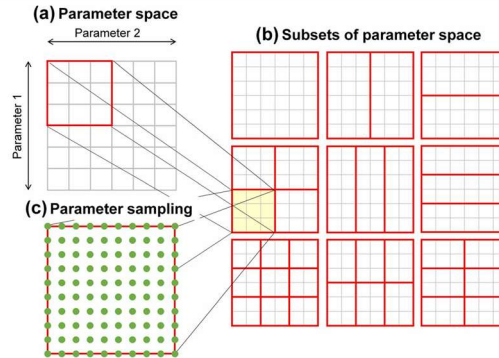 (a) Parameter space
Parameter 2
Parameter 1
(b) Subsets of parameter space
(c) Parameter sampling